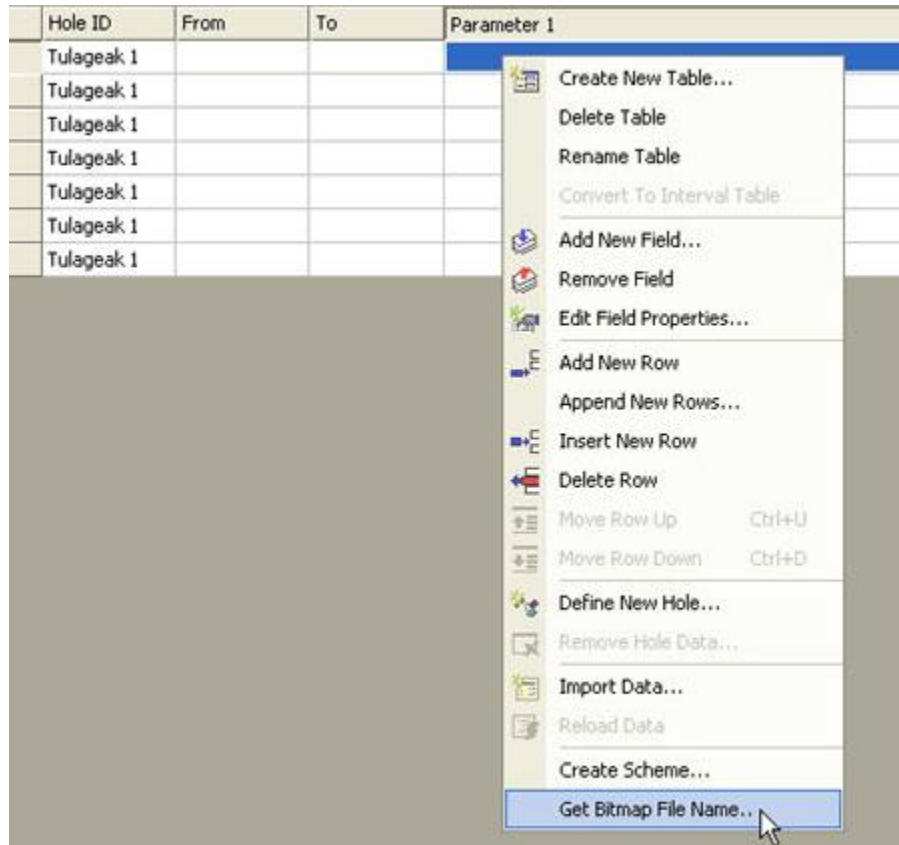 Hole ID From To Parameter 1
Tulageak 1
Tulageak 1
Tulageak 1
Tulageak 1
Tulageak 1
Tulageak 1
Tulageak 1
Create New Table...
Delete Table
Rename Table
Convert To Interval Table
Add New Field...
Remove Field
Edit Field Properties...
Add New Row
Append New Rows...
Insert New Row
Delete Row
Move Row Up Ctrl+U
Move Row Down Ctrl+D
Define New Hole...
Remove Hole Data...
Import Data...
Reload Data
Create Scheme...
Get Bitmap File Name...